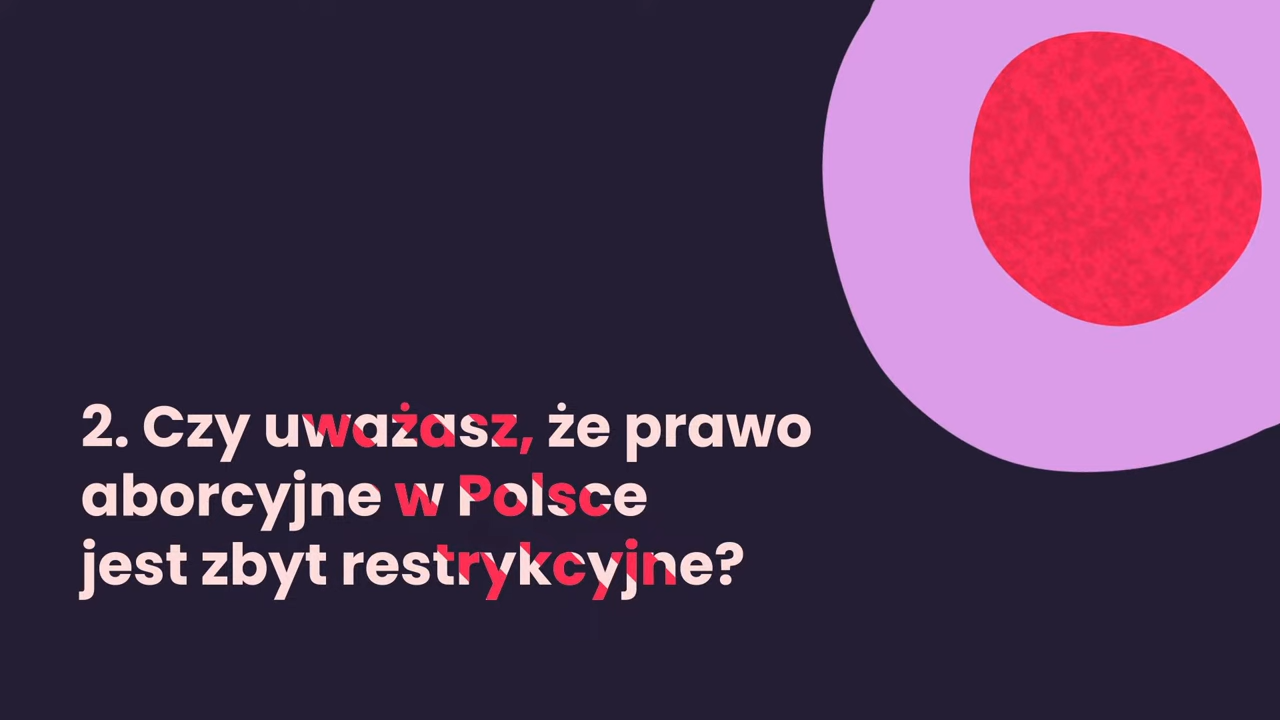 2. Czy uważasz, że prawo
aborcyjne w Polsce
jest zbyt restrykcyjne?